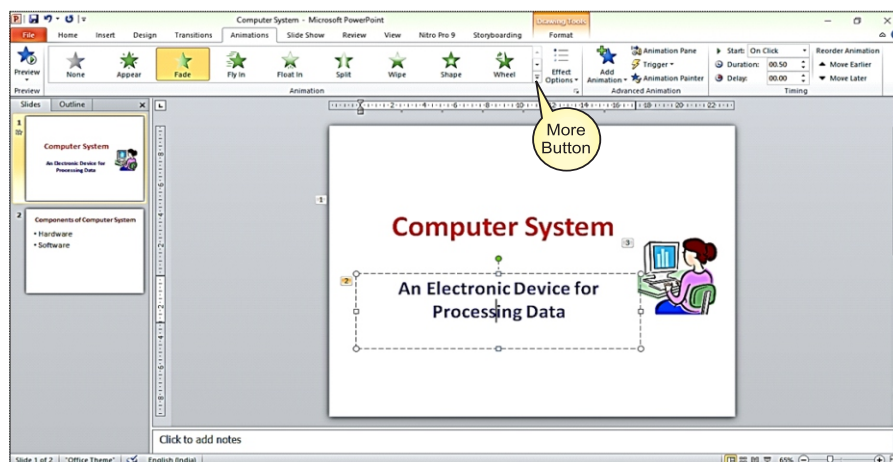 Computer System - Microsoft PowerPoint
Drawing Tools
File Home Insert Design Transitions Animations Slide Show Review View Nitro Pro 9 Storyboarding Format
Preview
None
Appear
Fade
Fly In
Float In
Split
Wipe
Shape
Wheel
Effect
Options
Add
Animation
Animation Pane
Trigger
Animation Painter
Start: On Click
Duration: 00.50
Delay: 00.00
Reorder Animation
Move Earlier
Move Later
Preview
Animation
Advanced Animation
Timing
More
Button
Slides Outline
1
Computer System
An Electronic Device for
Processing Data
2
Components of Computer System
• Hardware
• Software
1
Computer System
3
2
An Electronic Device for
Processing Data
Click to add notes
Slide 1 of 2 "Office Theme" English (India) 65%